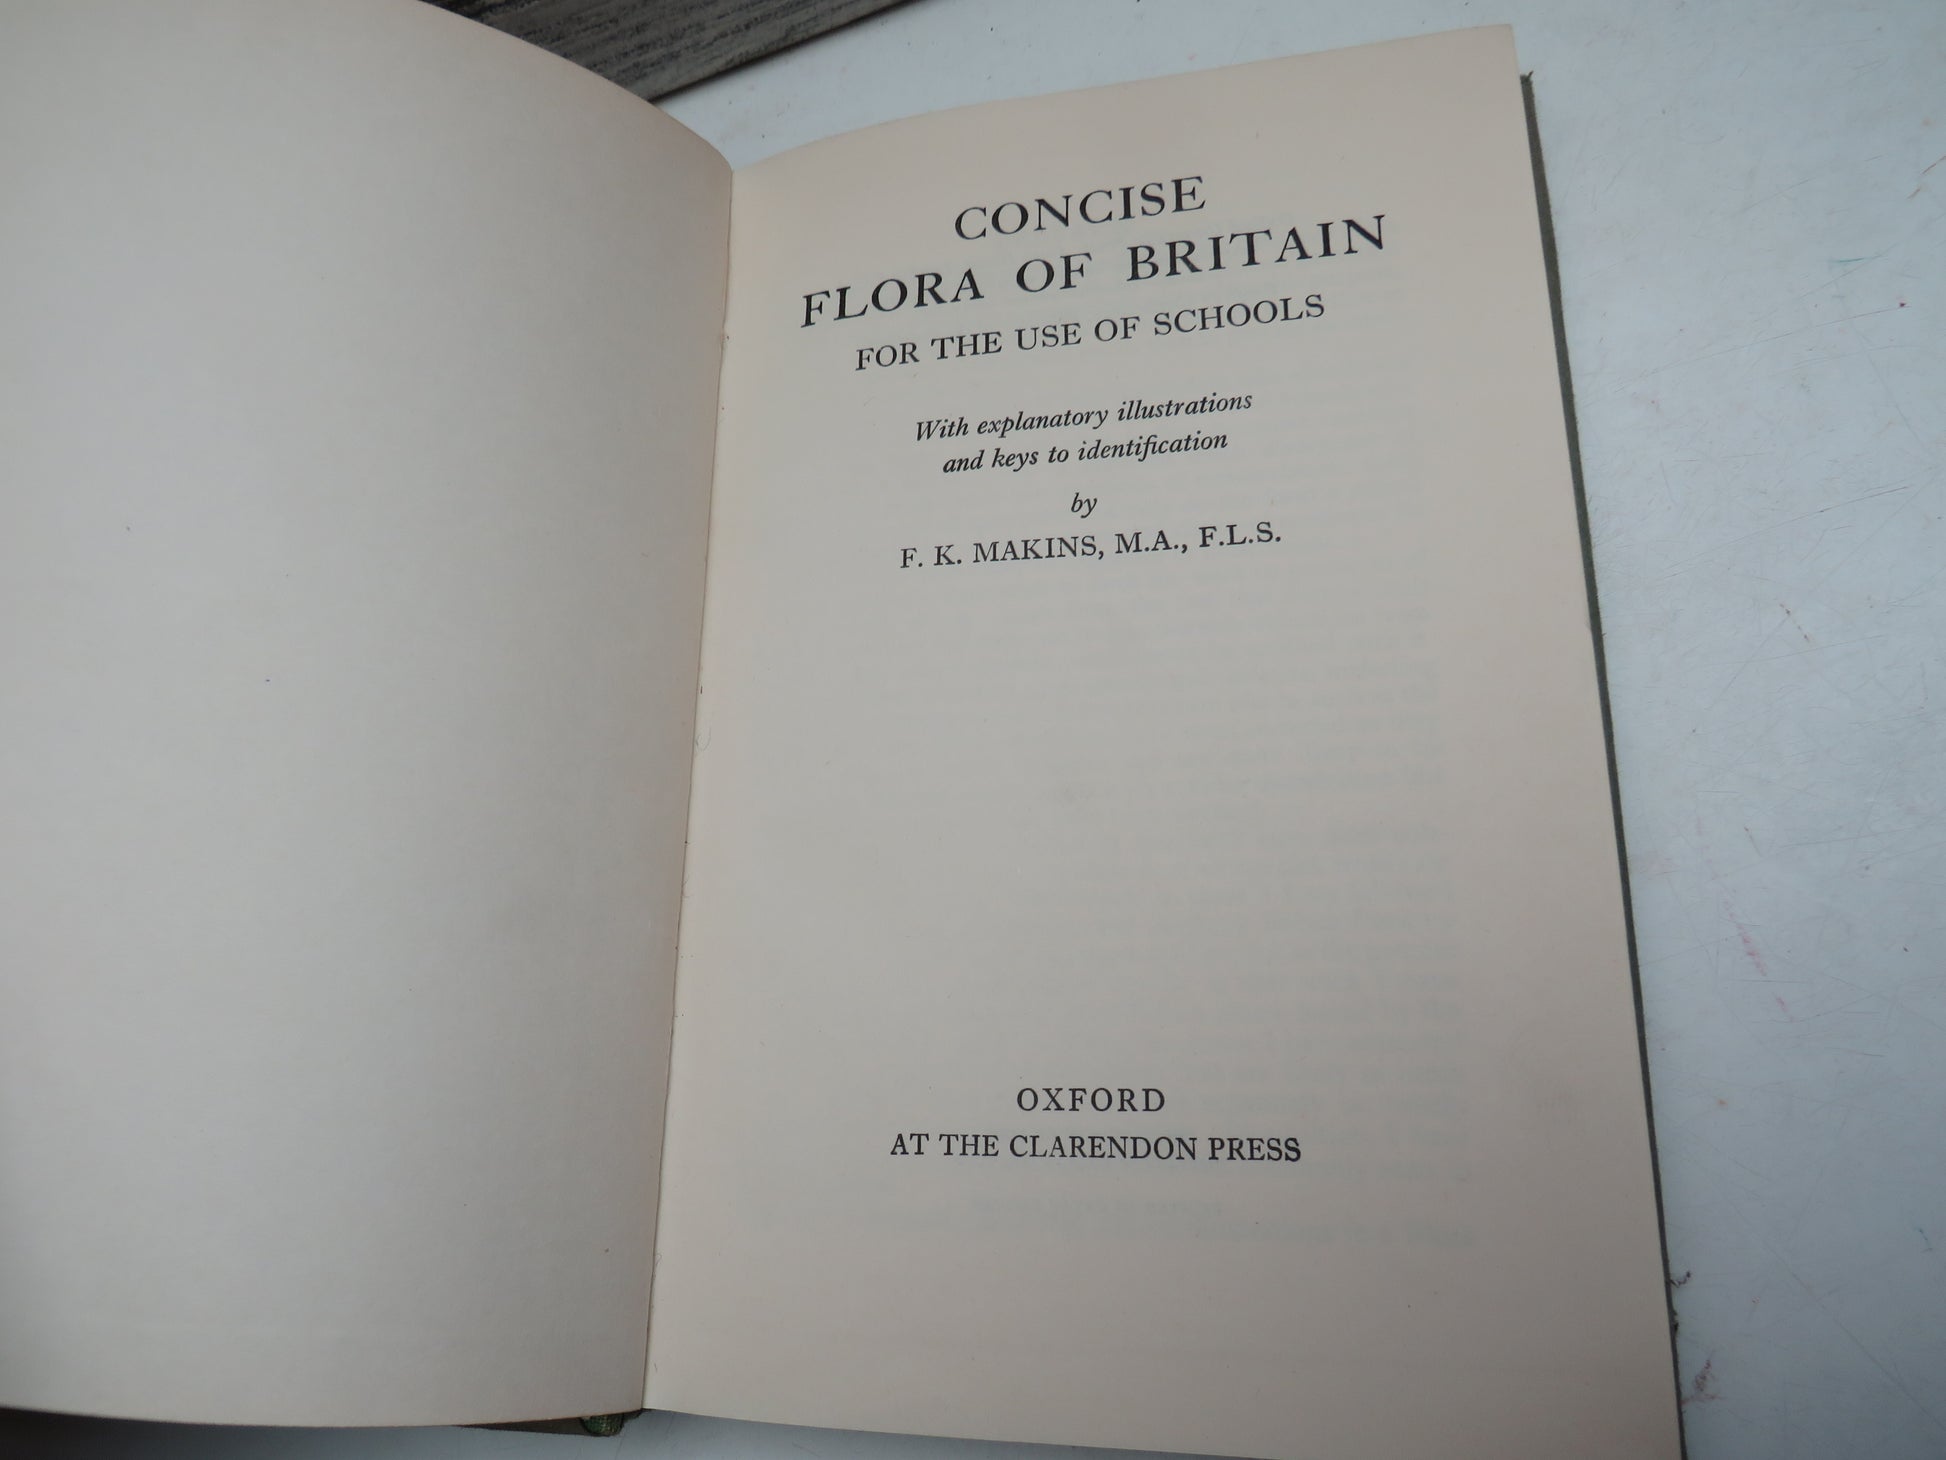 CONCISE
FLORA OF BRITAIN
FOR THE USE OF SCHOOLS
With explanatory illustrations
and keys to identification
by
F. K. MAKINS, M.A., F.L.S.
OXFORD
AT THE CLARENDON PRESS